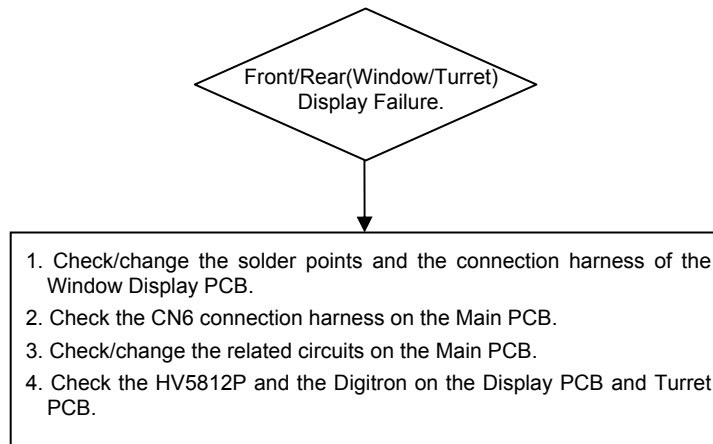 Front/Rear(Window/Turret)
Display Failure.
1. Check/change the solder points and the connection harness of the
Window Display PCB.
2. Check the CN6 connection harness on the Main PCB.
3. Check/change the related circuits on the Main PCB.
4. Check the HV5812P and the Digitron on the Display PCB and Turret
PCB.